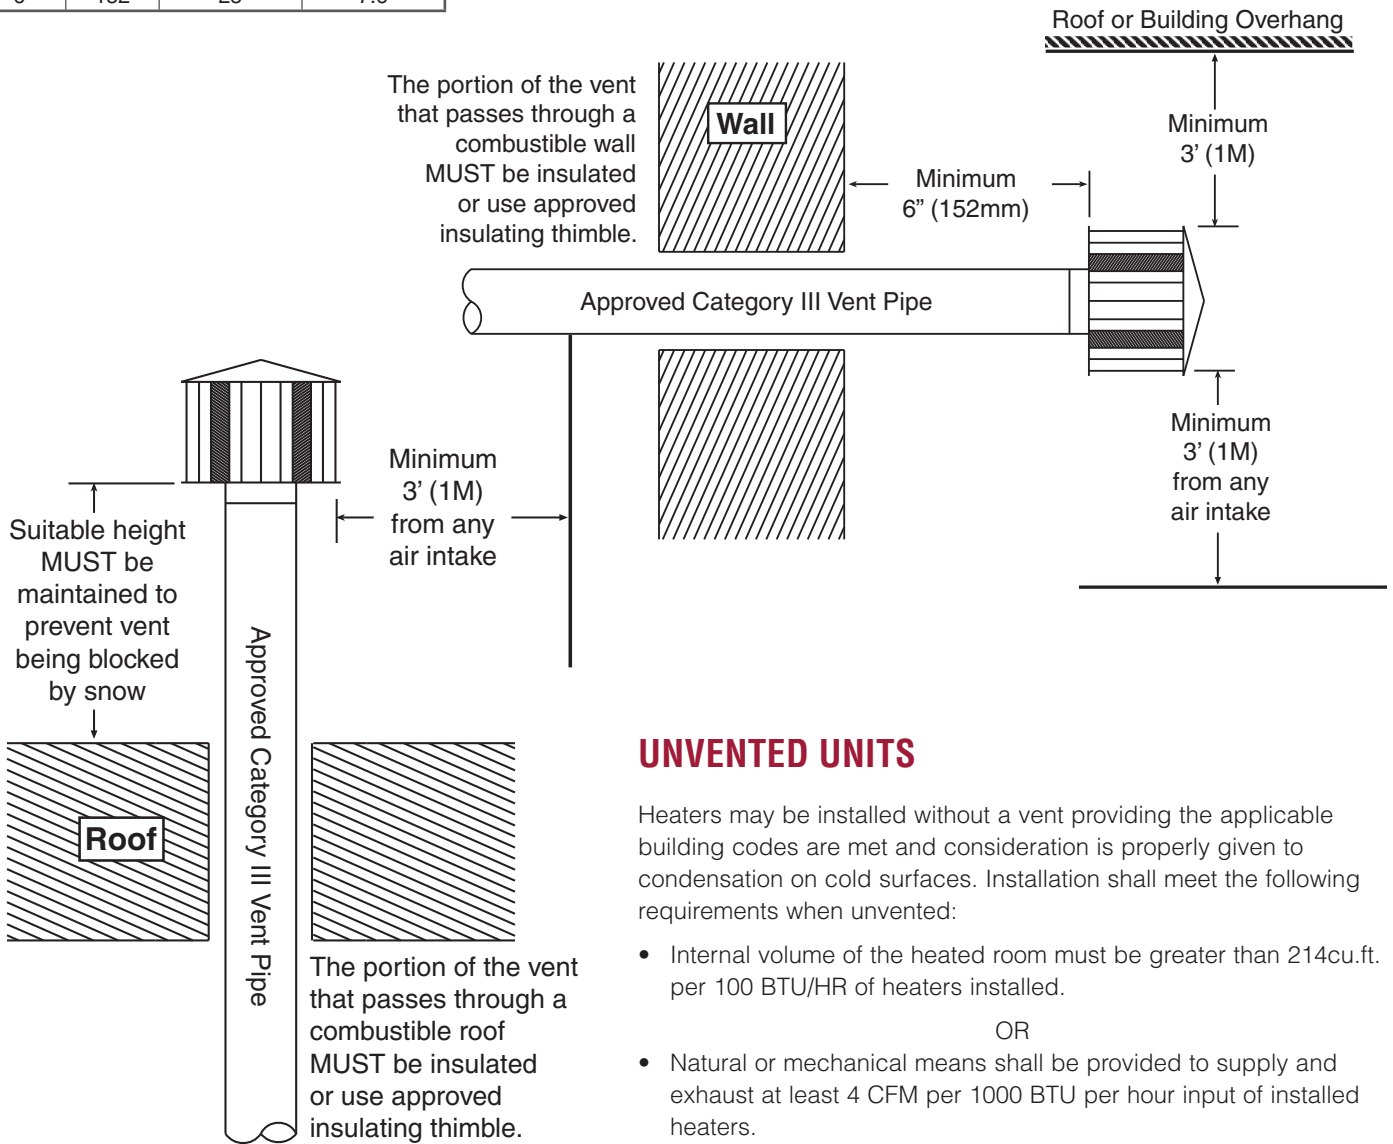 Roof or Building Overhang
The portion of the vent
that passes through a
combustible wall
MUST be insulated
or use approved
insulating thimble.
Wall
Minimum
6” (152mm)
Minimum
3’ (1M)
Approved Category III Vent Pipe
Minimum
3’ (1M)
from any
air intake
Minimum
3’ (1M)
from any
air intake
Suitable height
MUST be
maintained to
prevent vent
being blocked
by snow
Approved Category III Vent Pipe
Roof
The portion of the vent
that passes through a
combustible roof
MUST be insulated
or use approved
insulating thimble.
UNVENTED UNITS
Heaters may be installed without a vent providing the applicable
building codes are met and consideration is properly given to
condensation on cold surfaces. Installation shall meet the following
requirements when unvented:
• Internal volume of the heated room must be greater than 214cu.ft.
per 100 BTU/HR of heaters installed.
OR
• Natural or mechanical means shall be provided to supply and
exhaust at least 4 CFM per 1000 BTU per hour input of installed
heaters.